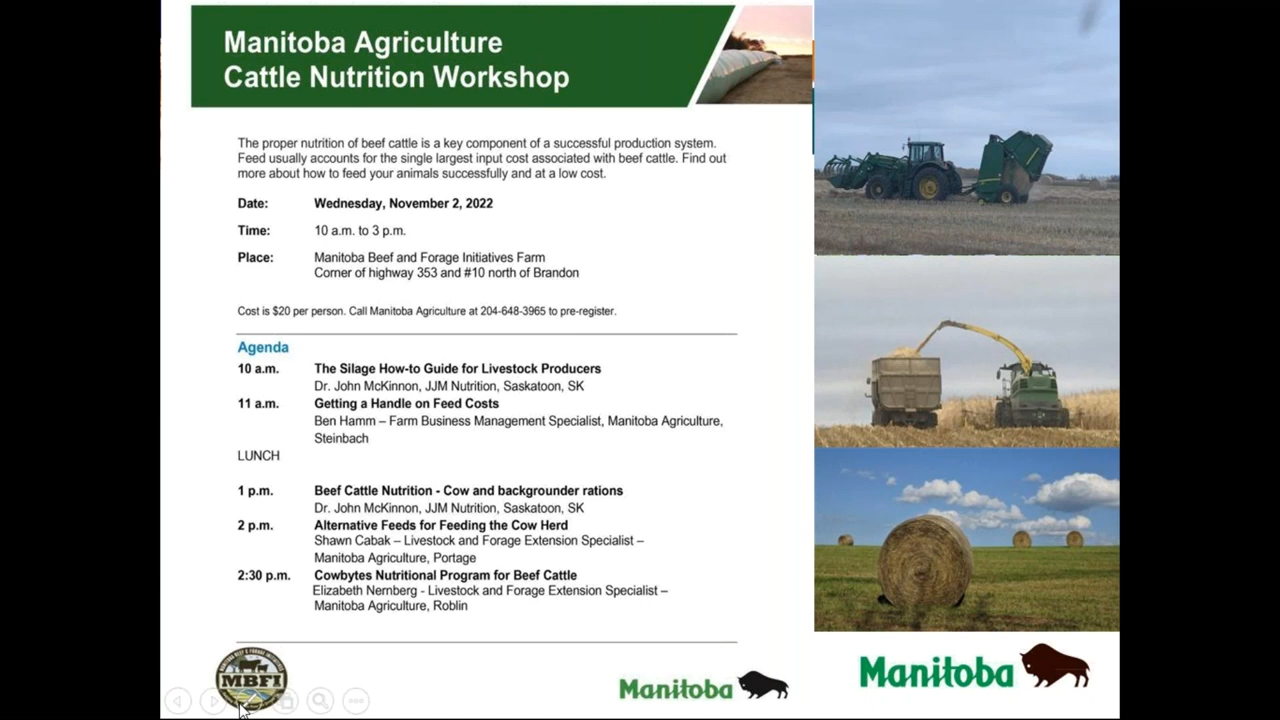 Manitoba Agriculture
Cattle Nutrition Workshop
The proper nutrition of beef cattle is a key component of a successful production system.
Feed usually accounts for the single largest input cost associated with beef cattle. Find out
more about how to feed your animals successfully and at a low cost.
Date: Wednesday, November 2, 2022
Time: 10 a.m. to 3 p.m.
Place: Manitoba Beef and Forage Initiatives Farm
Corner of highway 353 and #10 north of Brandon
Cost is $20 per person. Call Manitoba Agriculture at 204-648-3965 to pre-register.
Agenda
10 a.m. The Silage How-to Guide for Livestock Producers
Dr. John McKinnon, JJM Nutrition, Saskatoon, SK
11 a.m. Getting a Handle on Feed Costs
Ben Hamm – Farm Business Management Specialist, Manitoba Agriculture,
Steinbach
LUNCH
1 p.m. Beef Cattle Nutrition - Cow and backgrounder rations
Dr. John McKinnon, JJM Nutrition, Saskatoon, SK
2 p.m. Alternative Feeds for Feeding the Cow Herd
Shawn Cabak – Livestock and Forage Extension Specialist –
Manitoba Agriculture, Portage
2:30 p.m. Cowbytes Nutritional Program for Beef Cattle
Elizabeth Nernberg - Livestock and Forage Extension Specialist –
Manitoba Agriculture, Roblin
MBFI
Manitoba
Manitoba